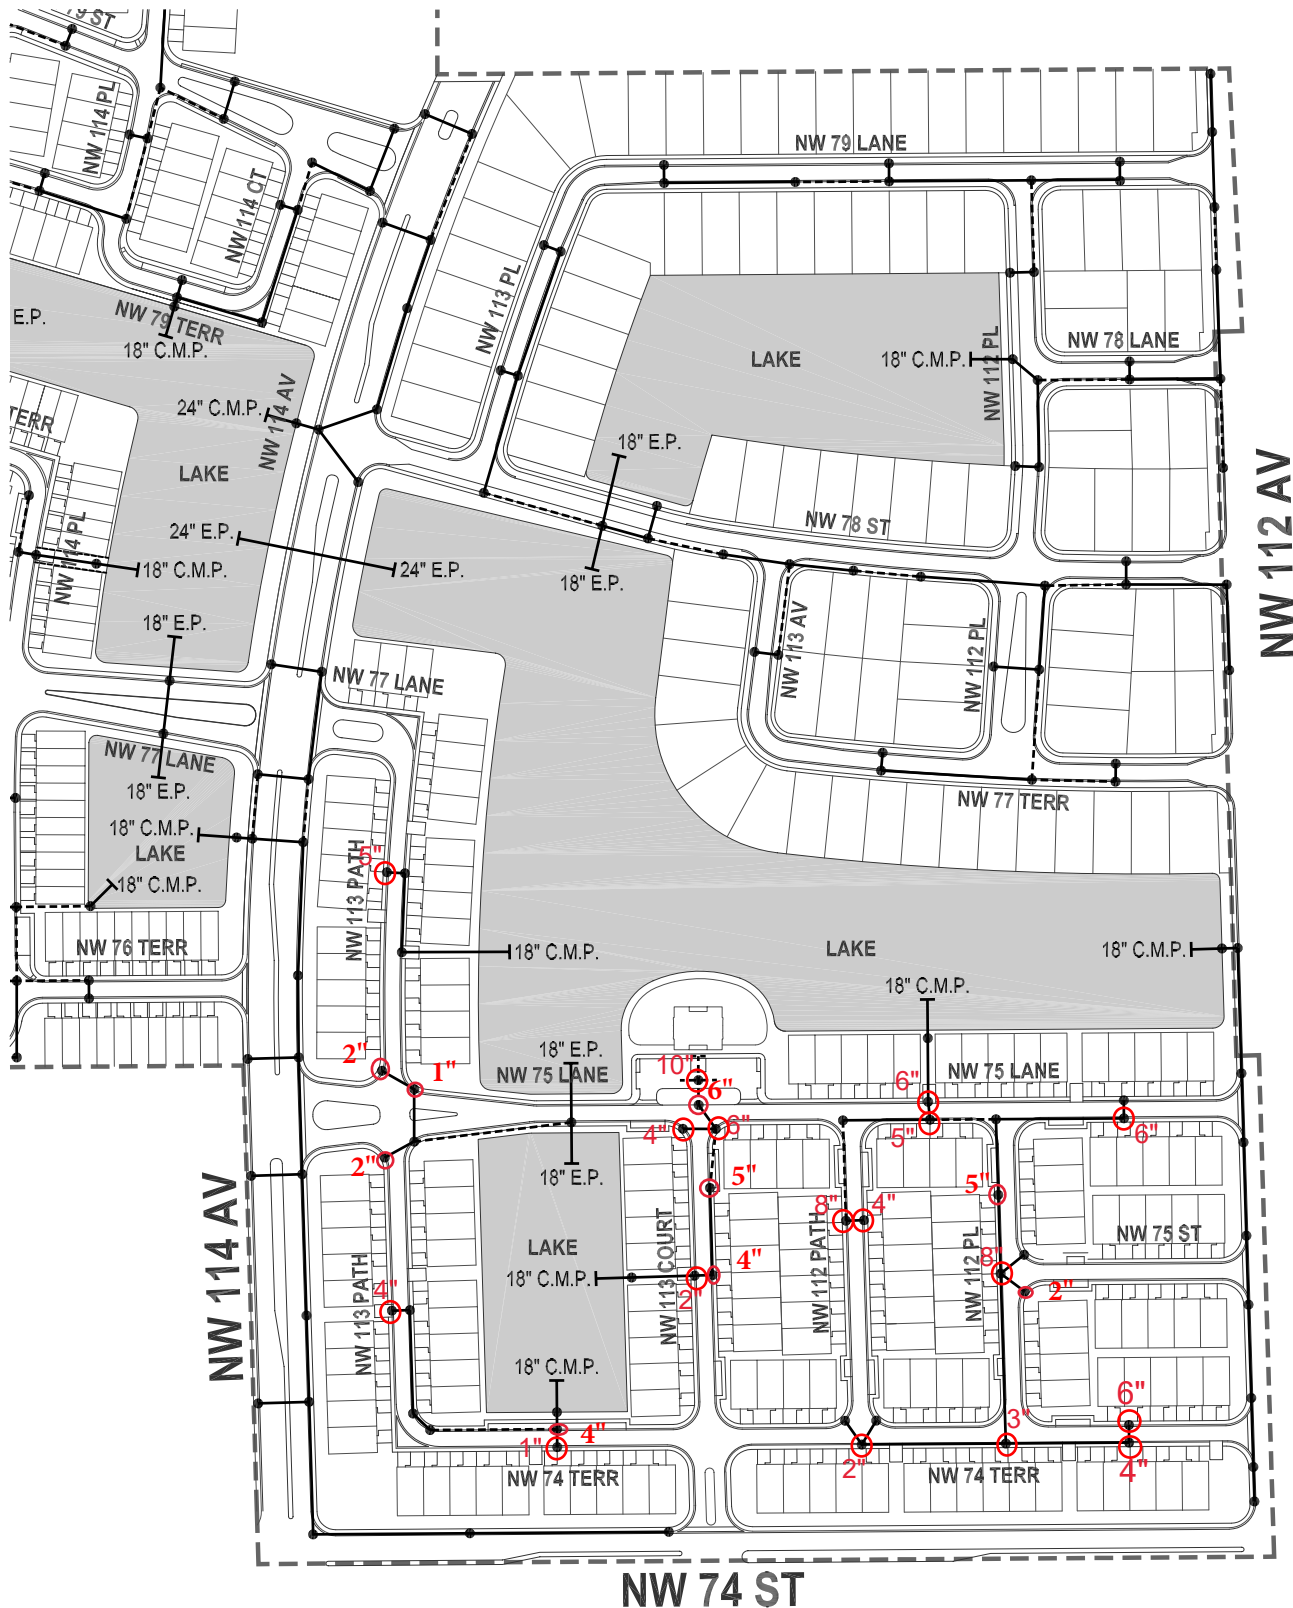 79 ST
NW 114 PL
NW 79 LANE
NW 114 CT
NW 113 PL
E.P.
NW 79 TERR
18" C.M.P.
NW 78 LANE
LAKE
18" C.M.P.
NW 112 PL
24" C.M.P.
NW 114 AV
TERR
18" E.P.
LAKE
NW 112 AV
NW 114 PL
24" E.P.
NW 78 ST
18" C.M.P.
24" E.P.
18" E.P.
18" E.P.
NW 113 AV
NW 112 PL
NW 77 LANE
NW 77 LANE
18" E.P.
NW 77 TERR
18" C.M.P.
LAKE
5"
NW 113 PATH
18" C.M.P.
NW 76 TERR
18" C.M.P.
LAKE
18" C.M.P.
18" C.M.P.
2"
18" E.P.
10"
1"
NW 75 LANE
NW 75 LANE
6"
6"
4"
6"
5"
6"
2"
18" E.P.
5"
5"
NW 114 AV
8"
4"
NW 75 ST
LAKE
NW 113 COURT
NW 112 PATH
NW 112 PL
8"
18" C.M.P.
4"
2"
2"
NW 113 PATH
4"
18" C.M.P.
6"
4"
1"
3"
2"
4"
NW 74 TERR
NW 74 TERR
NW 74 ST